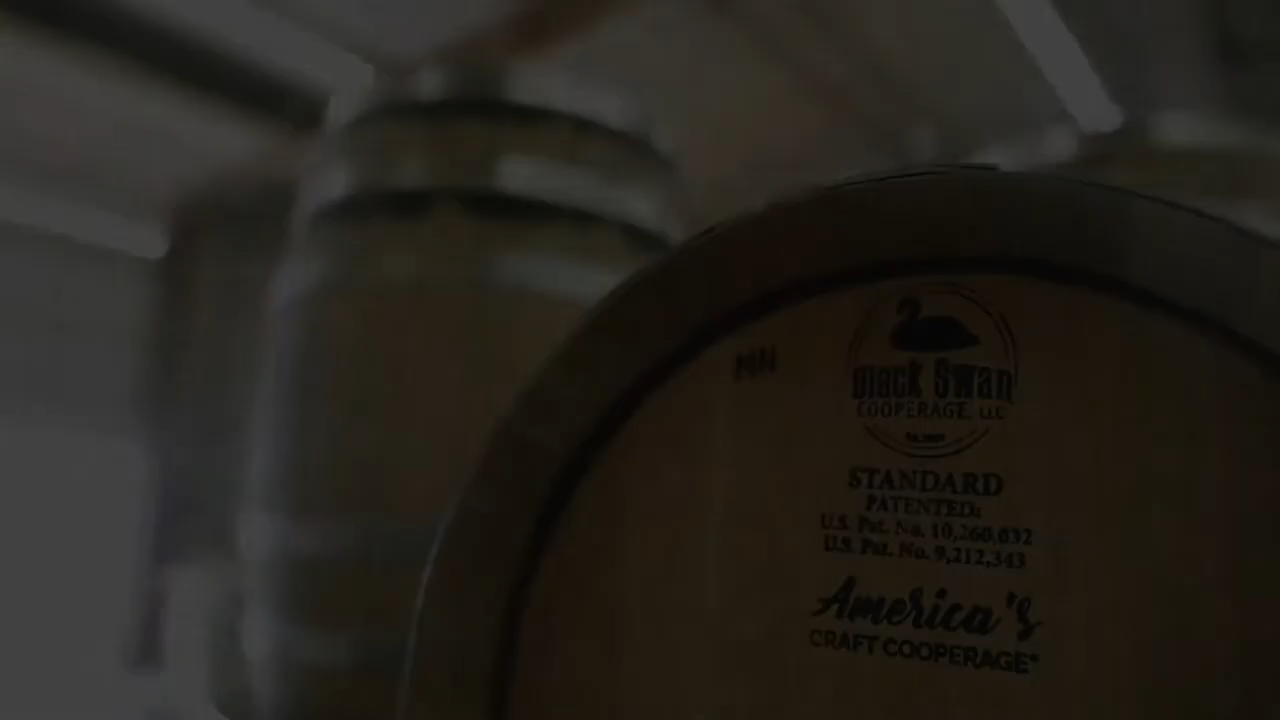 MN
Black Swan
COOPERAGE, LLC
STANDARD
PATENTED:
U.S. Pat. No. 10,260,032
U.S. Pat. No. 9,212,343
America's
CRAFT COOPERAGE®